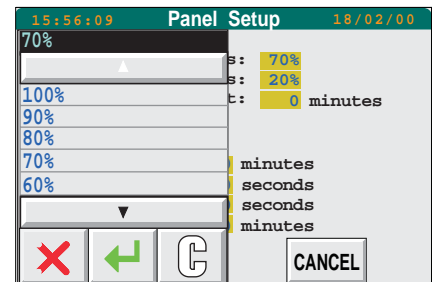 15:56:09 Panel Setup 18/02/00
70%
s: 70%
s: 20%
100% t: 0 minutes
90%
80%
70% minutes
60% seconds
seconds
minutes
C CANCEL